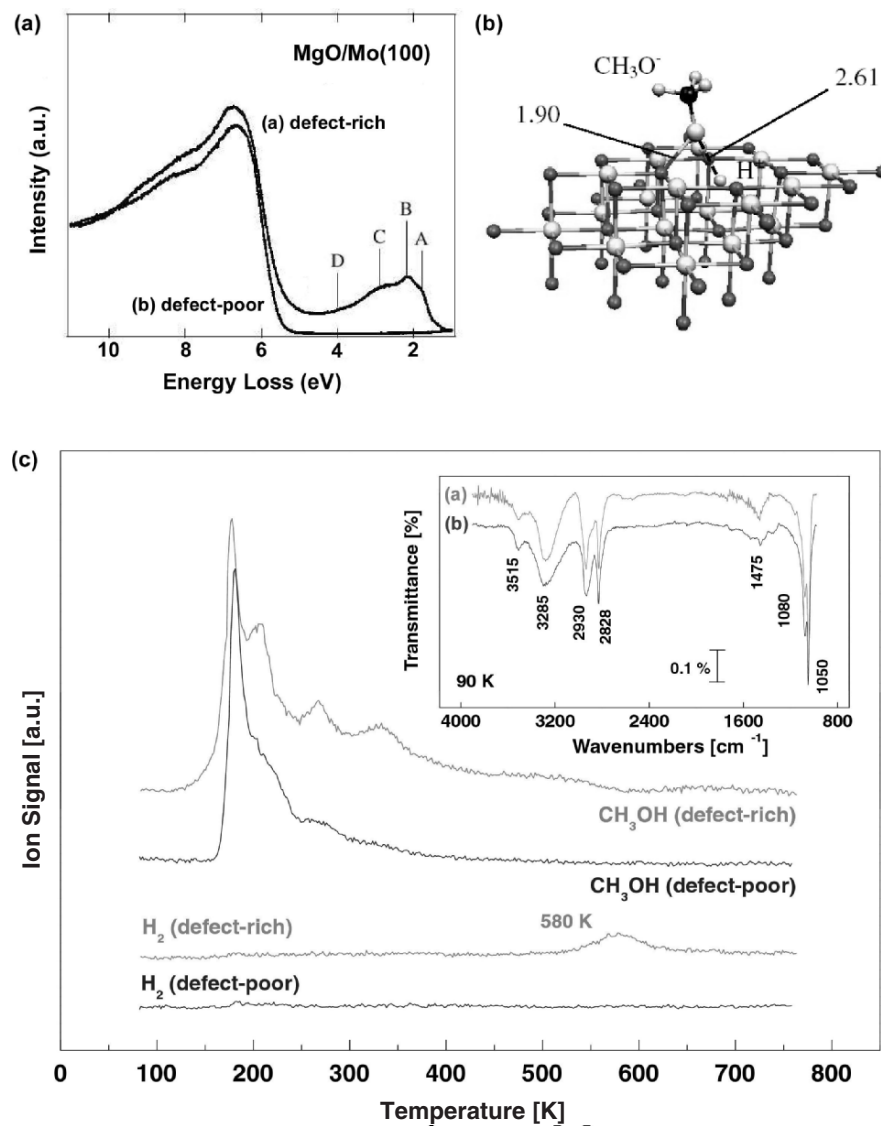 (a)
MgO/Mo(100)
(a) defect-rich
(b) defect-poor
D
C
B
A
Intensity (a.u.)
10
8
6
4
2
Energy Loss (eV)
(b)
CH₃O⁻
2.61
1.90
H
(c)
(a)
(b)
Transmittance [%]
3515
3285
2930
2828
1475
1080
1050
0.1 %
90 K
4000
3200
2400
1600
800
Wavenumbers [cm⁻¹]
Ion Signal [a.u.]
CH₃OH (defect-rich)
CH₃OH (defect-poor)
H₂ (defect-rich)
580 K
H₂ (defect-poor)
0
100
200
300
400
500
600
700
800
Temperature [K]